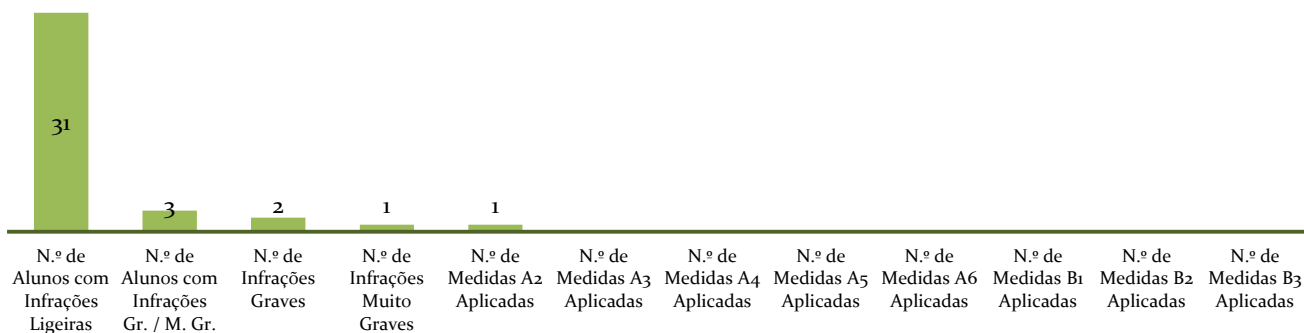 31
3
2
1
1
N.º de
Alunos com
Infrações
Ligeiras
N.º de
Alunos com
Infrações
Gr. / M. Gr.
N.º de
Infrações
Graves
N.º de
Infrações
Muito
Graves
N.º de
Medidas A2
Aplicadas
N.º de
Medidas A3
Aplicadas
N.º de
Medidas A4
Aplicadas
N.º de
Medidas A5
Aplicadas
N.º de
Medidas A6
Aplicadas
N.º de
Medidas B1
Aplicadas
N.º de
Medidas B2
Aplicadas
N.º de
Medidas B3
Aplicadas